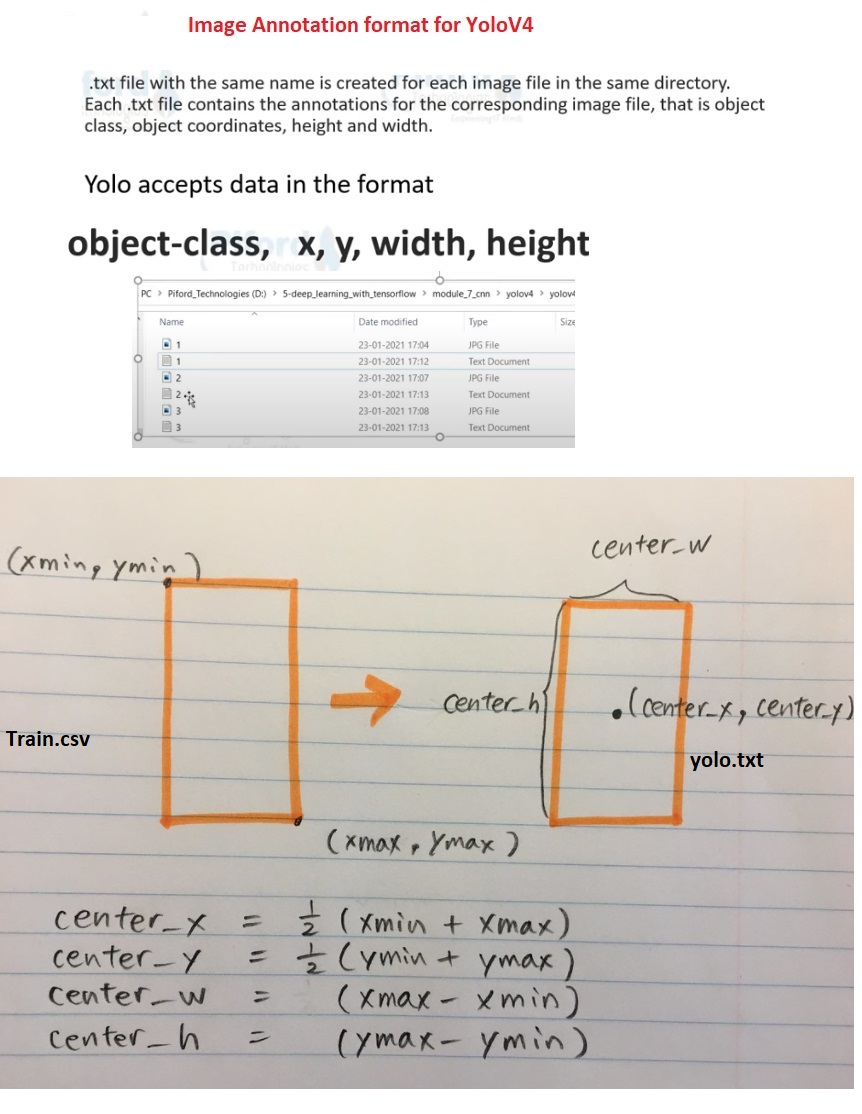 Image Annotation format for YoloV4
.txt file with the same name is created for each image file in the same directory.
Each .txt file contains the annotations for the corresponding image file, that is object
class, object coordinates, height and width.
Yolo accepts data in the format
object-class, x, y, width, height
PC > Piford_Technologies (D:) > 5-deep_learning_with_tensorflow > module_7_cnn > yolov4 > yolov4
Name Date modified Type Size
1 23-01-2021 17:04 JPG File
1 23-01-2021 17:12 Text Document
2 23-01-2021 17:07 JPG File
2 23-01-2021 17:13 Text Document
3 23-01-2021 17:08 JPG File
3 23-01-2021 17:13 Text Document
center_w
(xmin, ymin)
center_h
(center_x, center_y)
Train.csv
yolo.txt
(xmax, ymax)
center_x = 1/2 (xmin + xmax)
center_y = 1/2 (ymin + ymax)
center_w = (xmax - xmin)
center_h = (ymax - ymin)